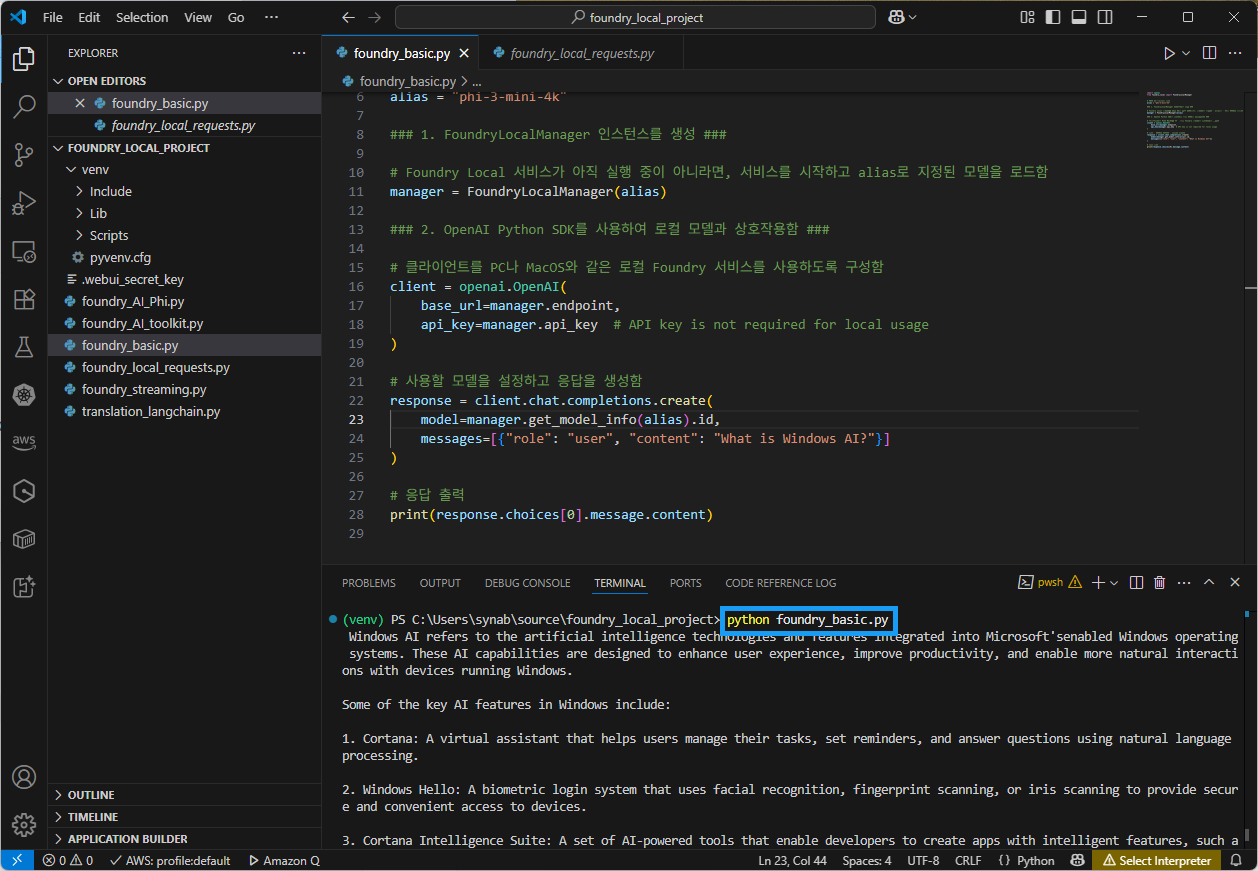 File Edit Selection View Go ··· foundry_local_project
EXPLORER ···
OPEN EDITORS
foundry_basic.py
foundry_local_requests.py
FOUNDRY_LOCAL_PROJECT
venv
Include
Lib
Scripts
pyvenv.cfg
.webui_secret_key
foundry_AI_Phi.py
foundry_AI_toolkit.py
foundry_basic.py
foundry_local_requests.py
foundry_streaming.py
translation_langchain.py
OUTLINE
TIMELINE
APPLICATION BUILDER
aws
foundry_basic.py foundry_local_requests.py
foundry_basic.py > ...
6 alias = "phi-3-mini-4k"
7
8 ### 1. FoundryLocalManager 인스턴스를 생성 ###
9
10 # Foundry Local 서비스가 아직 실행 중이 아니라면, 서비스를 시작하고 alias로 지정된 모델을 로드함
11 manager = FoundryLocalManager(alias)
12
13 ### 2. OpenAI Python SDK를 사용하여 로컬 모델과 상호작용함 ###
14
15 # 클라이언트를 PC나 MacOS와 같은 로컬 Foundry 서비스를 사용하도록 구성함
16 client = openai.OpenAI(
17 base_url=manager.endpoint,
18 api_key=manager.api_key # API key is not required for local usage
19 )
20
21 # 사용할 모델을 설정하고 응답을 생성함
22 response = client.chat.completions.create(
23 model=manager.get_model_info(alias).id,
24 messages=[{"role": "user", "content": "What is Windows AI?"}]
25 )
26
27 # 응답 출력
28 print(response.choices[0].message.content)
29
PROBLEMS OUTPUT DEBUG CONSOLE TERMINAL PORTS CODE REFERENCE LOG pwsh
(venv) PS C:\Users\synab\source\foundry_local_project> python foundry_basic.py
Windows AI refers to the artificial intelligence technologies and features integrated into Microsoft'senabled Windows operating
systems. These AI capabilities are designed to enhance user experience, improve productivity, and enable more natural interacti
ons with devices running Windows.
Some of the key AI features in Windows include:
1. Cortana: A virtual assistant that helps users manage their tasks, set reminders, and answer questions using natural language
processing.
2. Windows Hello: A biometric login system that uses facial recognition, fingerprint scanning, or iris scanning to provide secur
e and convenient access to devices.
3. Cortana Intelligence Suite: A set of AI-powered tools that enable developers to create apps with intelligent features, such a
0 0 AWS: profile:default Amazon Q Ln 23, Col 44 Spaces: 4 UTF-8 CRLF {} Python Select Interpreter